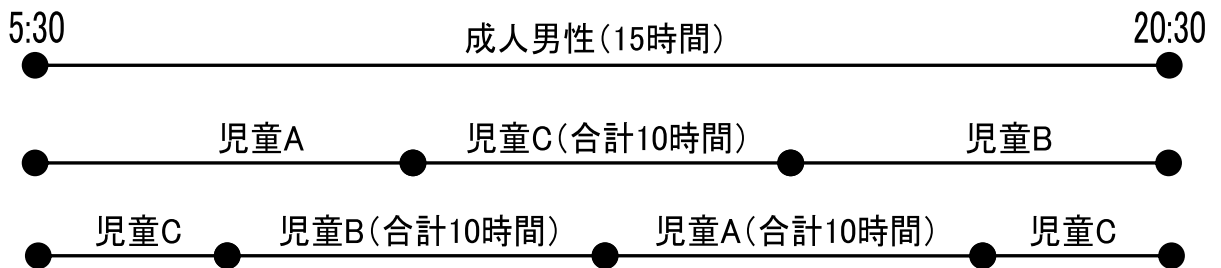 5:30 成人男性(15時間) 20:30
児童A 児童C(合計10時間) 児童B
児童C 児童B(合計10時間) 児童A(合計10時間) 児童C